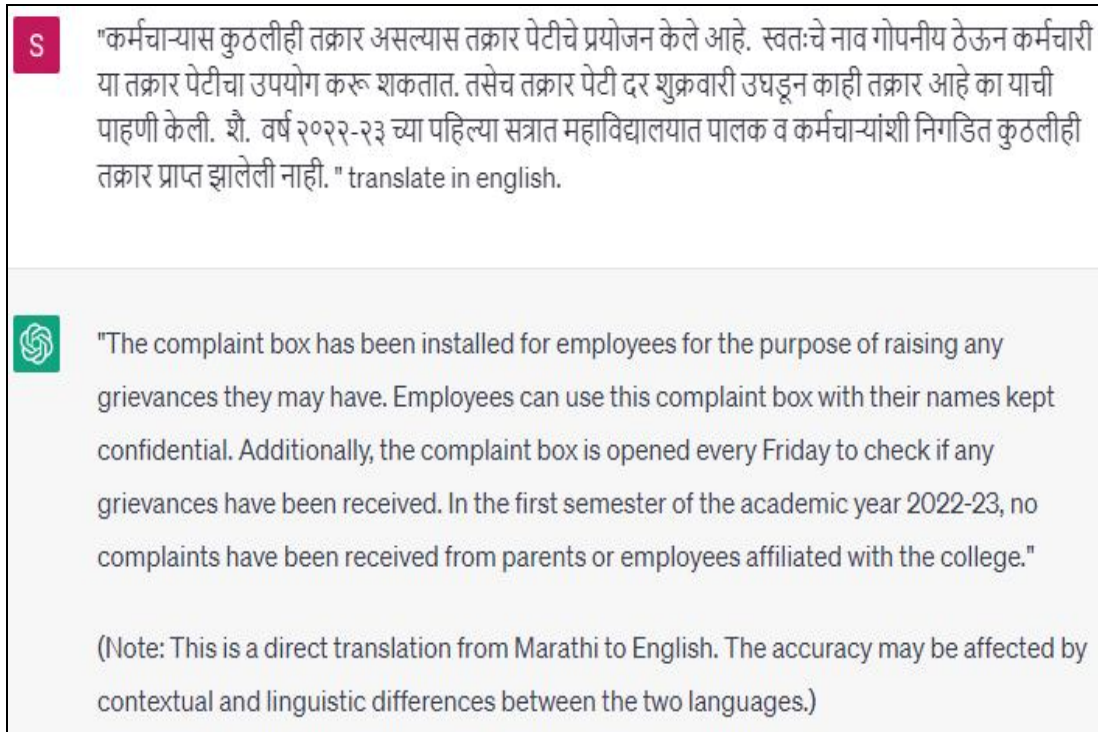 S
"कर्मचाऱ्यास कुठलीही तक्रार असल्यास तक्रार पेटीचे प्रयोजन केले आहे. स्वतःचे नाव गोपनीय ठेऊन कर्मचारी
या तक्रार पेटीचा उपयोग करू शकतात. तसेच तक्रार पेटी दर शुक्रवारी उघडून काही तक्रार आहे का याची
पाहणी केली. शै. वर्ष २०२२-२३ च्या पहिल्या सत्रात महाविद्यालयात पालक व कर्मचाऱ्यांशी निगडित कुठलीही
तक्रार प्राप्त झालेली नाही. " translate in english.
"The complaint box has been installed for employees for the purpose of raising any
grievances they may have. Employees can use this complaint box with their names kept
confidential. Additionally, the complaint box is opened every Friday to check if any
grievances have been received. In the first semester of the academic year 2022-23, no
complaints have been received from parents or employees affiliated with the college."
(Note: This is a direct translation from Marathi to English. The accuracy may be affected by
contextual and linguistic differences between the two languages.)